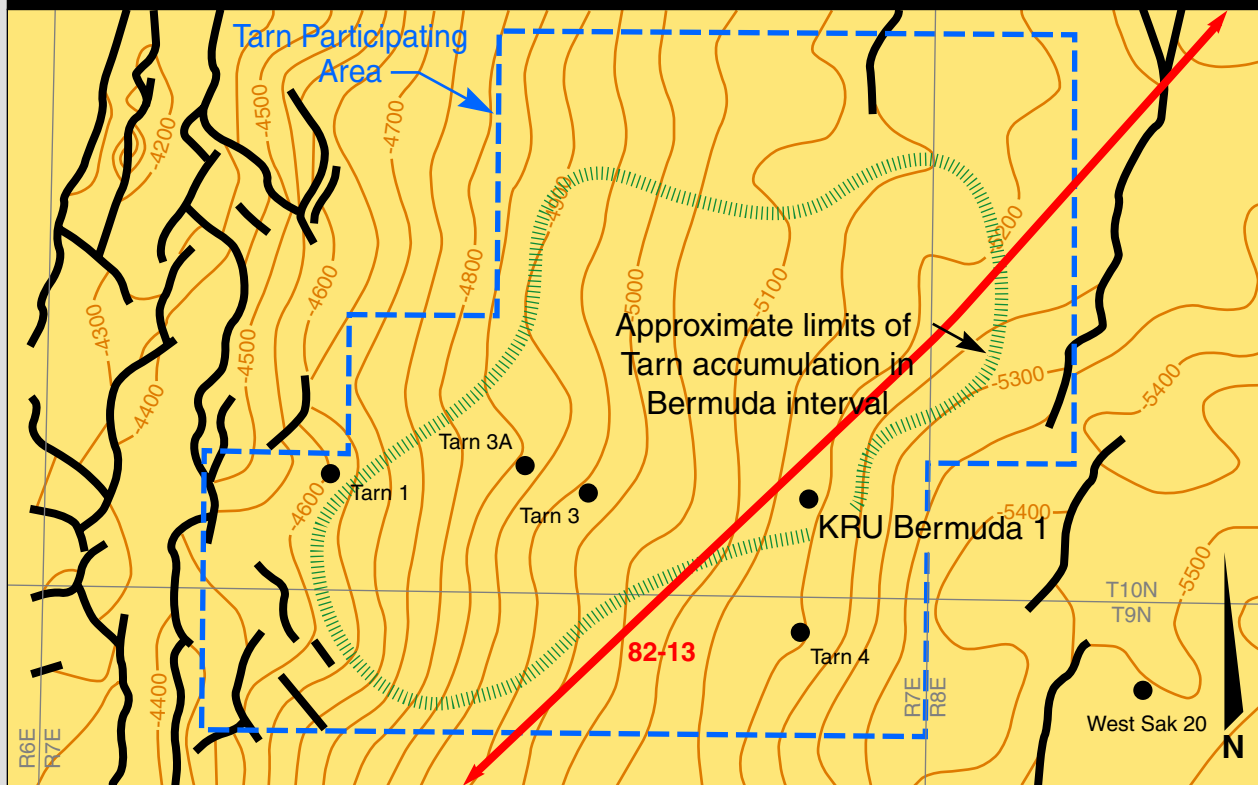 Tarn Participating
Area
-4200
-4500
-4700
-4900
-5200
-4600
-4800
-5000
-5100
-4300
-4500
Approximate limits of
Tarn accumulation in
Bermuda interval
-5300
-5400
-4400
Tarn 3A
Tarn 1
Tarn 3
-4600
KRU Bermuda 1
-5400
-5500
T10N
T9N
82-13
Tarn 4
-4400
R7E
R8E
West Sak 20
R6E
R7E
N